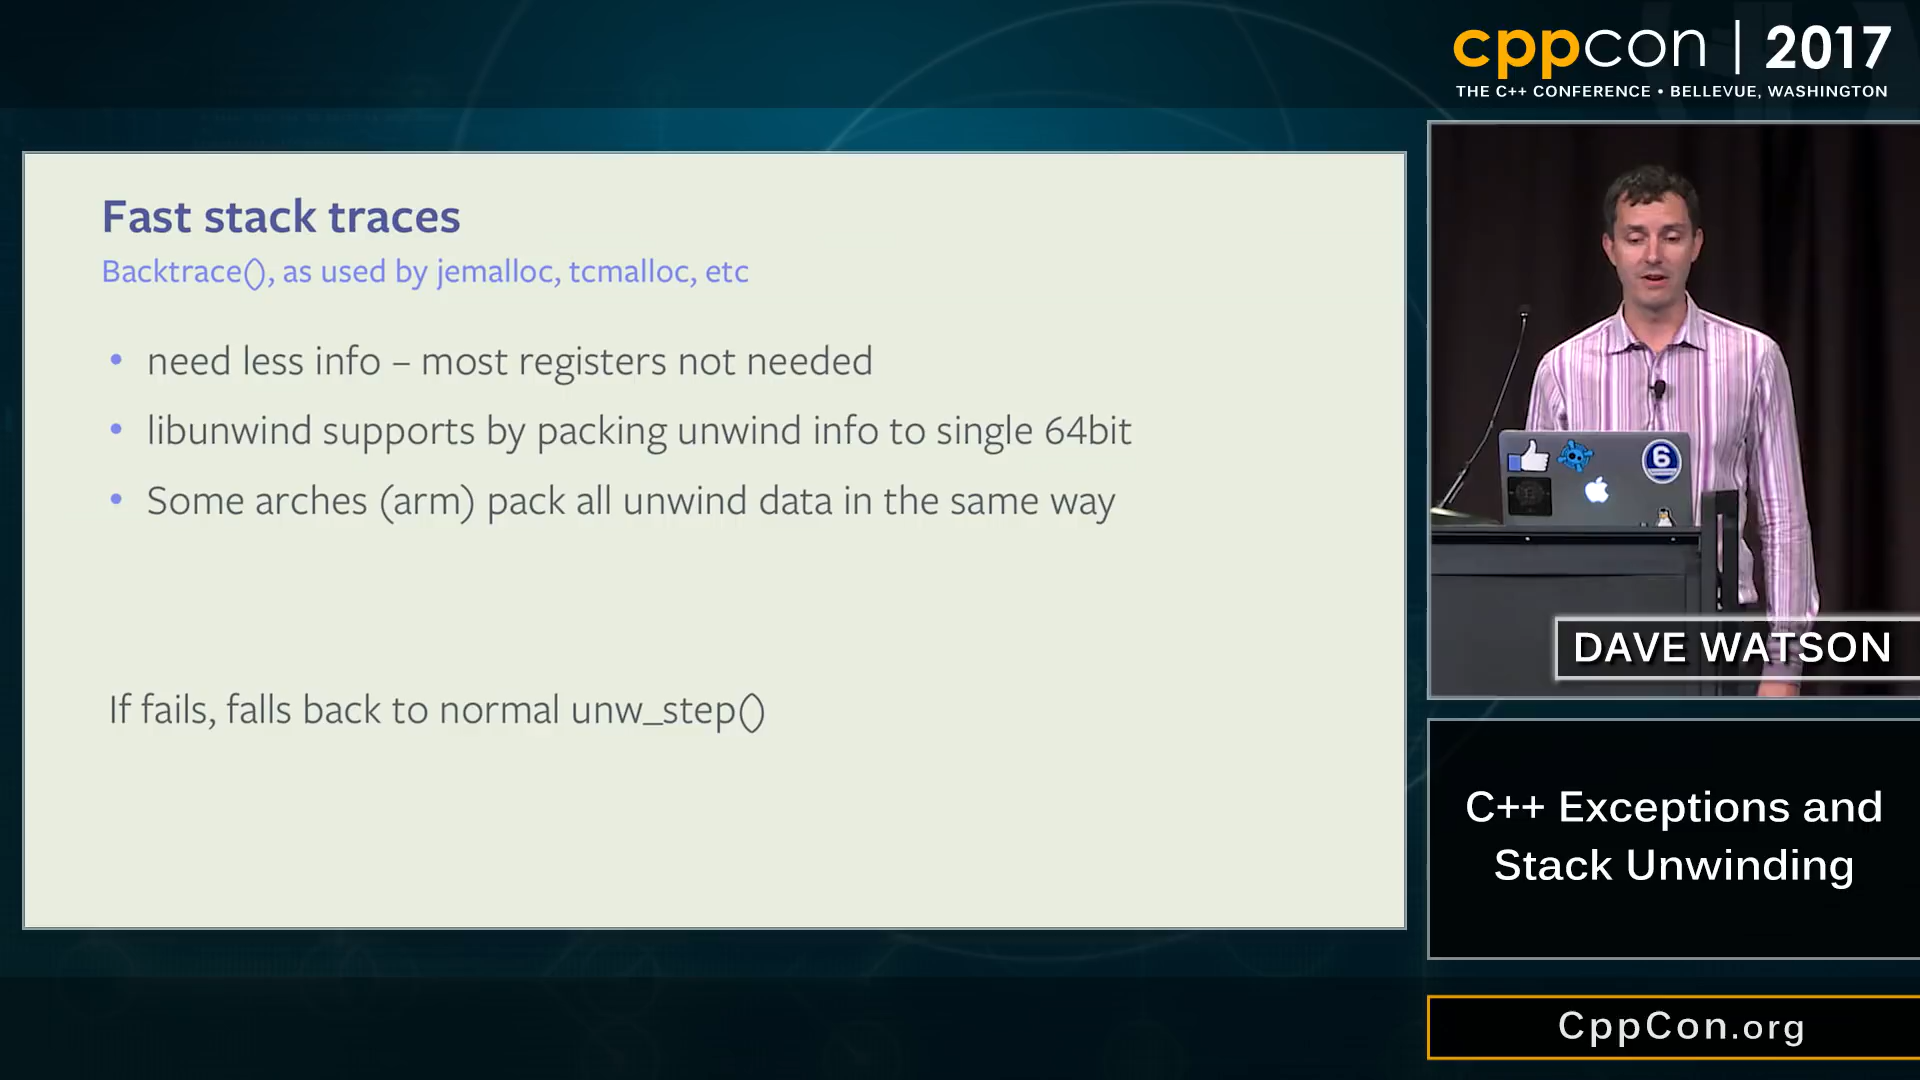 cppcon | 2017
THE C++ CONFERENCE • BELLEVUE, WASHINGTON
Fast stack traces
Backtrace(), as used by jemalloc, tcmalloc, etc
• need less info – most registers not needed
• libunwind supports by packing unwind info to single 64bit
• Some arches (arm) pack all unwind data in the same way
If fails, falls back to normal unw_step()
6
DAVE WATSON
C++ Exceptions and
Stack Unwinding
CppCon.org